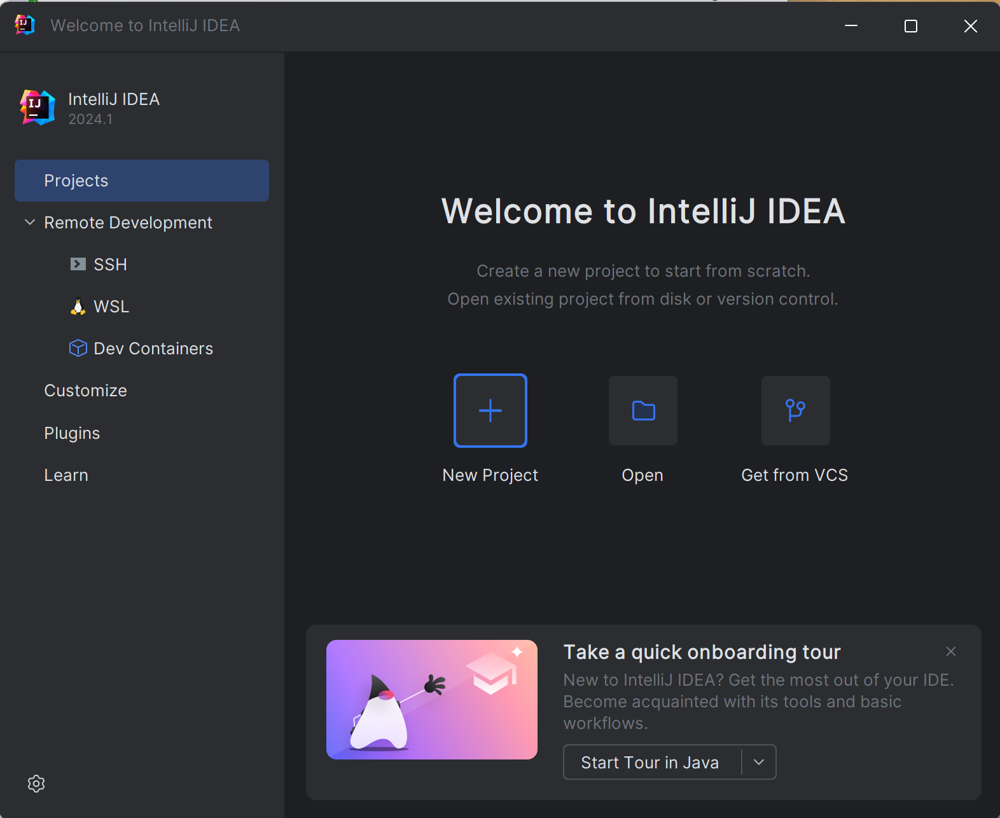 IJ Welcome to IntelliJ IDEA
IJ
IntelliJ IDEA
2024.1
Projects
Remote Development
SSH
WSL
Dev Containers
Customize
Plugins
Learn
Welcome to IntelliJ IDEA
Create a new project to start from scratch.
Open existing project from disk or version control.
New Project
Open
Get from VCS
Take a quick onboarding tour
New to IntelliJ IDEA? Get the most out of your IDE.
Become acquainted with its tools and basic
workflows.
Start Tour in Java